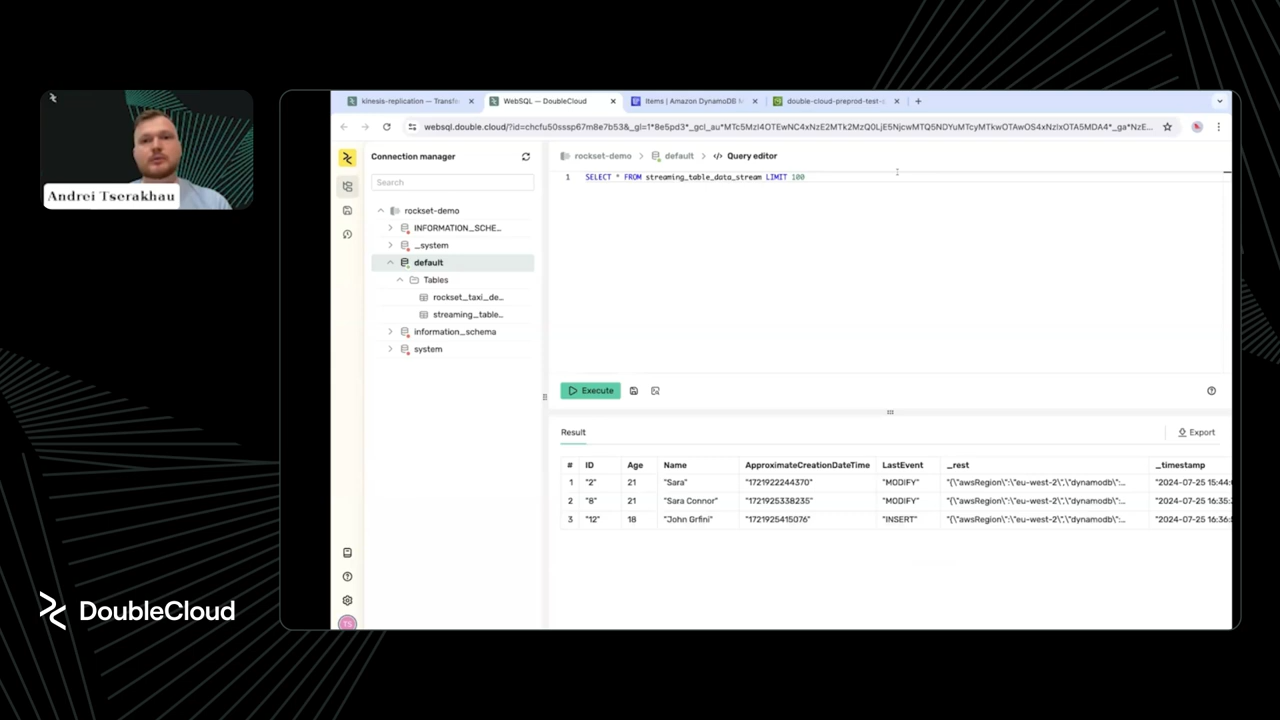 kinesis-replication — Transfe
WebSQL — DoubleCloud
Items | Amazon DynamoDB M
double-cloud-preprod-test-c
Andrei Tserakhau
Connection manager
rockset-demo
default
Query editor
Search
1 SELECT * FROM streaming_table_data_stream LIMIT 100
rockset-demo
INFORMATION_SCHE...
_system
default
Tables
rockset_taxi_de...
streaming_table...
information_schema
system
Execute
Result
Export
# ID Age Name ApproximateCreationDateTime LastEvent _rest _timestamp
1 "2" 21 "Sara" "1721922244370" "MODIFY" "{\"awsRegion\":\"eu-west-2\",\"dynamodb\":... "2024-07-25 15:44:
2 "8" 21 "Sara Connor" "1721925338235" "MODIFY" "{\"awsRegion\":\"eu-west-2\",\"dynamodb\":... "2024-07-25 16:35:
3 "12" 18 "John Grfini" "1721925415076" "INSERT" "{\"awsRegion\":\"eu-west-2\",\"dynamodb\":... "2024-07-25 16:36:
DoubleCloud